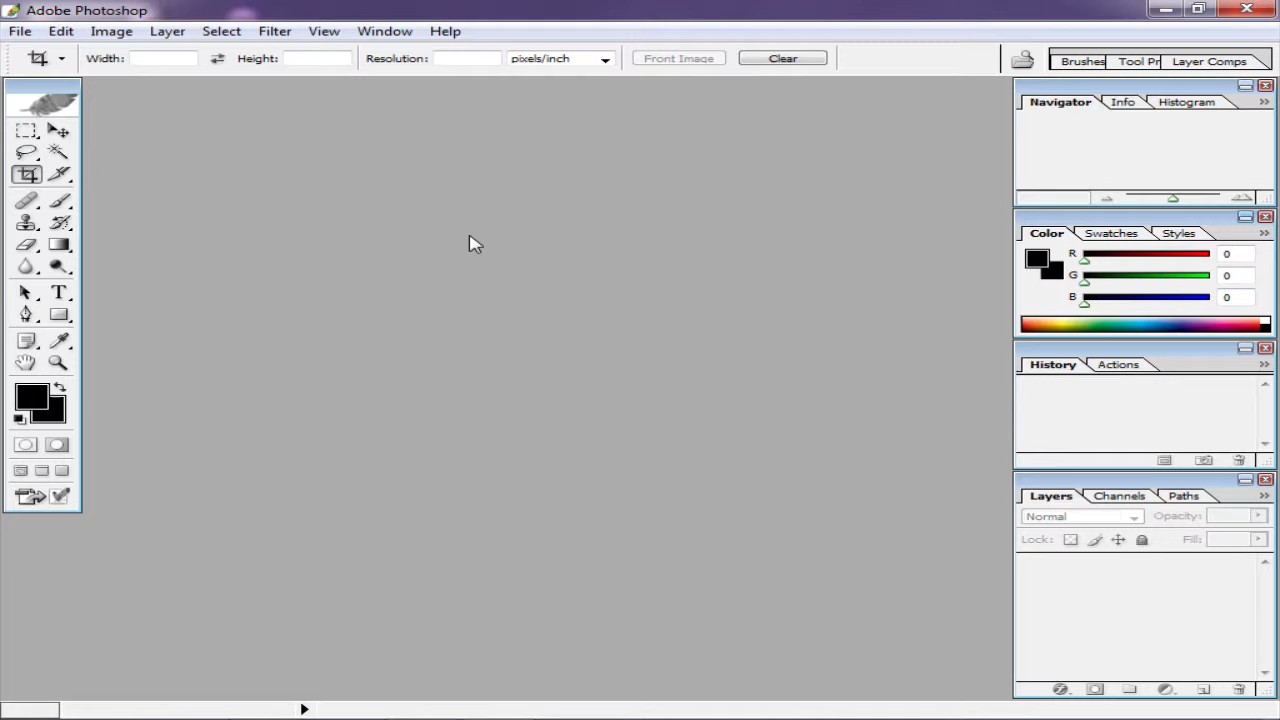 Adobe Photoshop
File Edit Image Layer Select Filter View Window Help
Width: Height: Resolution: pixels/inch Front Image Clear Brushes Tool Pr Layer Comps
Navigator Info Histogram
Color Swatches Styles
R 0
G 0
B 0
T
History Actions
Layers Channels Paths
Normal Opacity:
Lock: Fill: